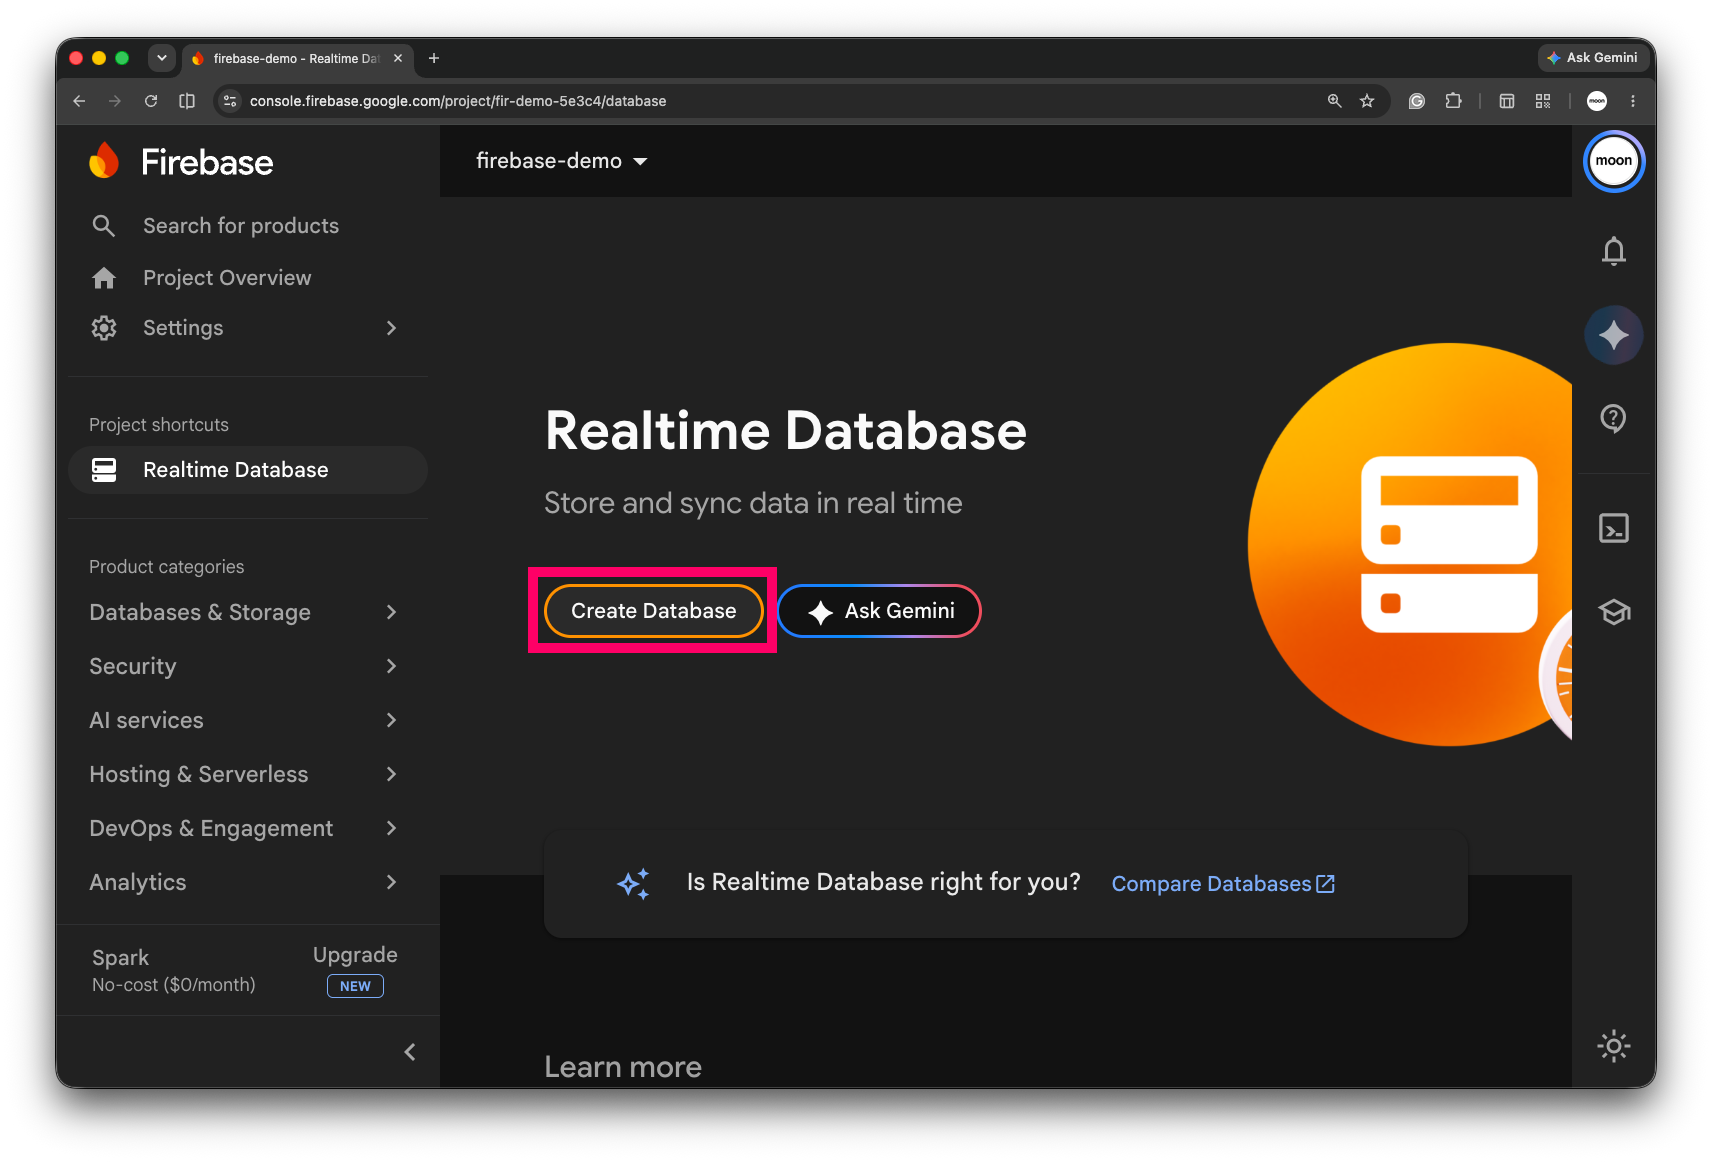 firebase-demo - Realtime Dat
Ask Gemini
console.firebase.google.com/project/fir-demo-5e3c4/database
moon
Firebase
firebase-demo
moon
Search for products
Project Overview
Settings
Project shortcuts
Realtime Database
Product categories
Databases & Storage
Security
AI services
Hosting & Serverless
DevOps & Engagement
Analytics
Spark
Upgrade
No-cost ($0/month)
NEW
Realtime Database
Store and sync data in real time
Create Database
Ask Gemini
Is Realtime Database right for you? Compare Databases
Learn more